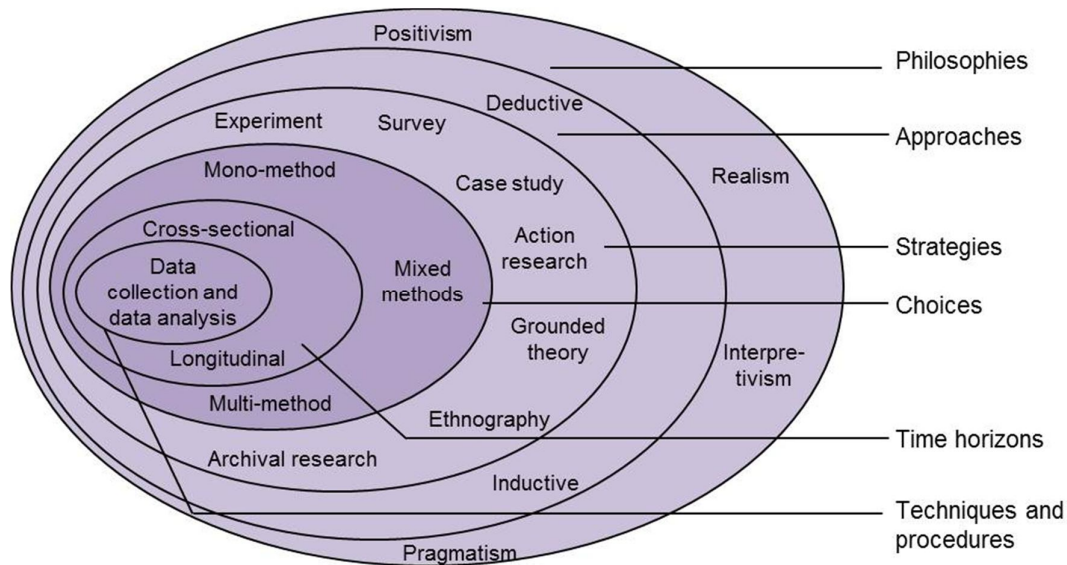 Positivism
Philosophies
Deductive
Approaches
Experiment
Survey
Mono-method
Case study
Realism
Cross-sectional
Action
research
Strategies
Data
collection and
data analysis
Mixed
methods
Choices
Grounded
theory
Longitudinal
Interpre-
tivism
Multi-method
Ethnography
Time horizons
Archival research
Inductive
Techniques and
procedures
Pragmatism